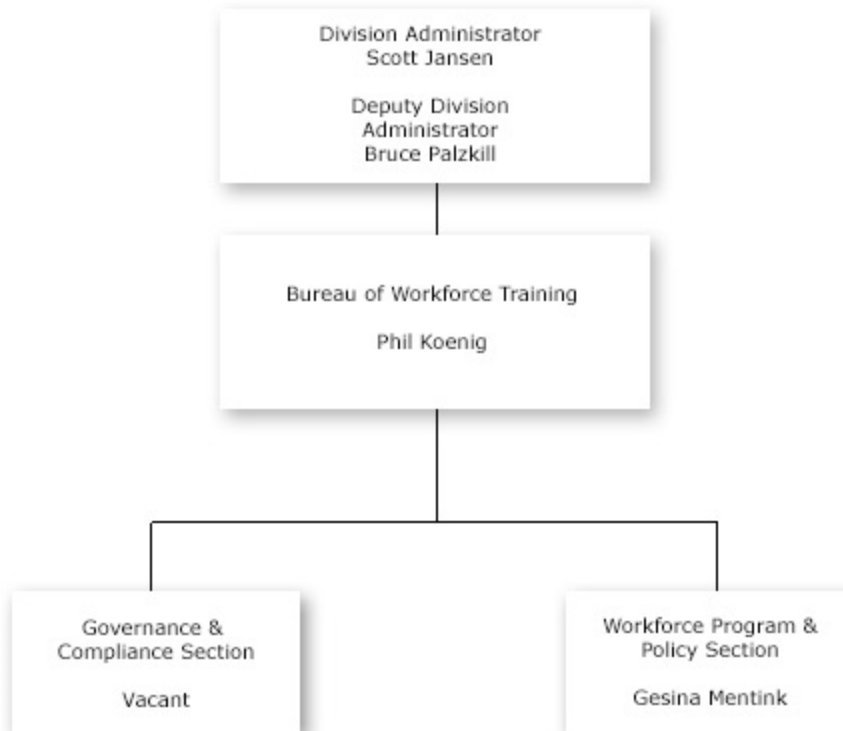 Division Administrator
Scott Jansen
Deputy Division
Administrator
Bruce Palzkill
Bureau of Workforce Training
Phil Koenig
Governance &
Compliance Section
Vacant
Workforce Program &
Policy Section
Gesina Mentink